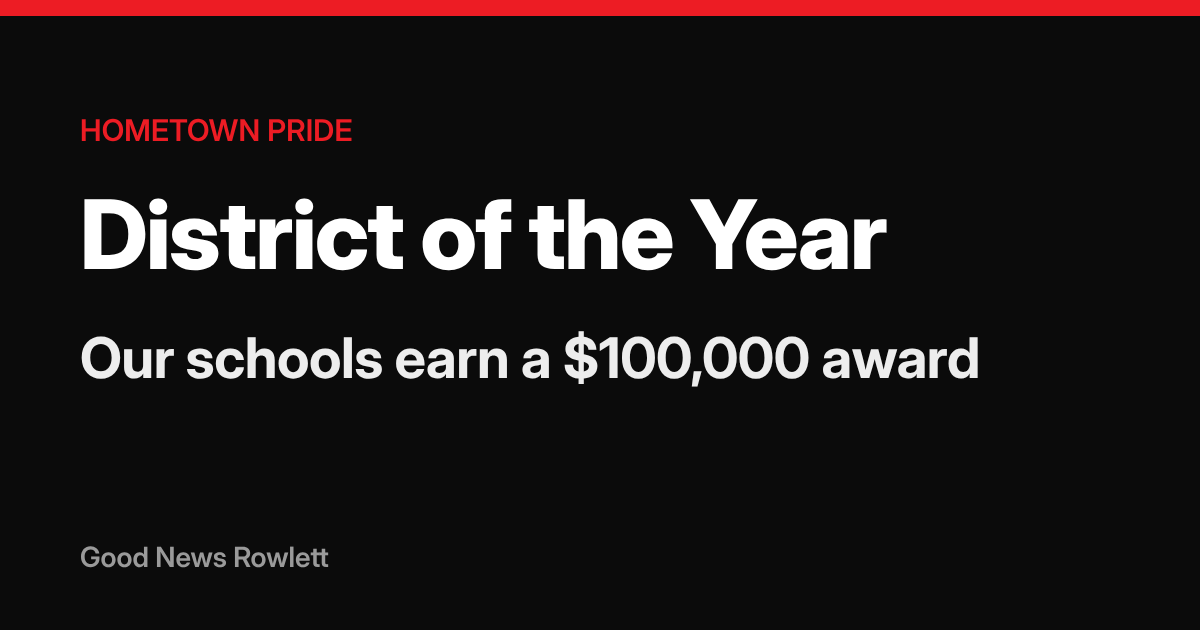 HOMETOWN PRIDE
District of the Year
Our schools earn a $100,000 award
Good News Rowlett